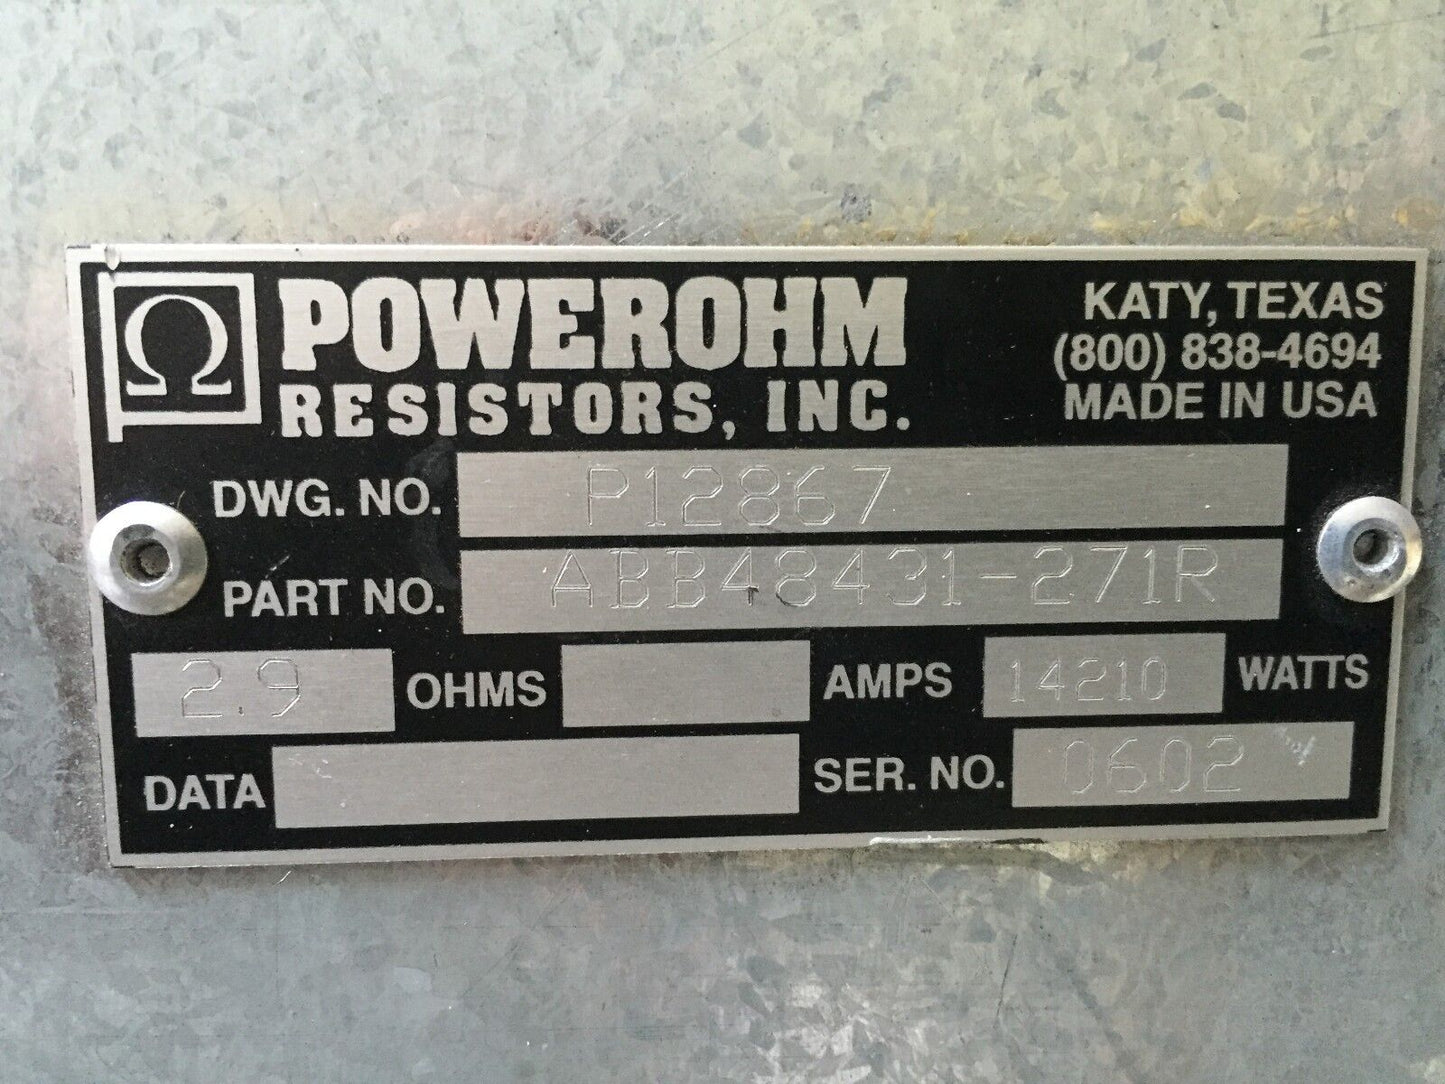 Ω POWEROHM
RESISTORS, INC.
KATY, TEXAS
(800) 838-4694
MADE IN USA
DWG. NO. P12867
PART NO. ABB48431-271R
2.9 OHMS AMPS 14210 WATTS
DATA SER. NO. 0602